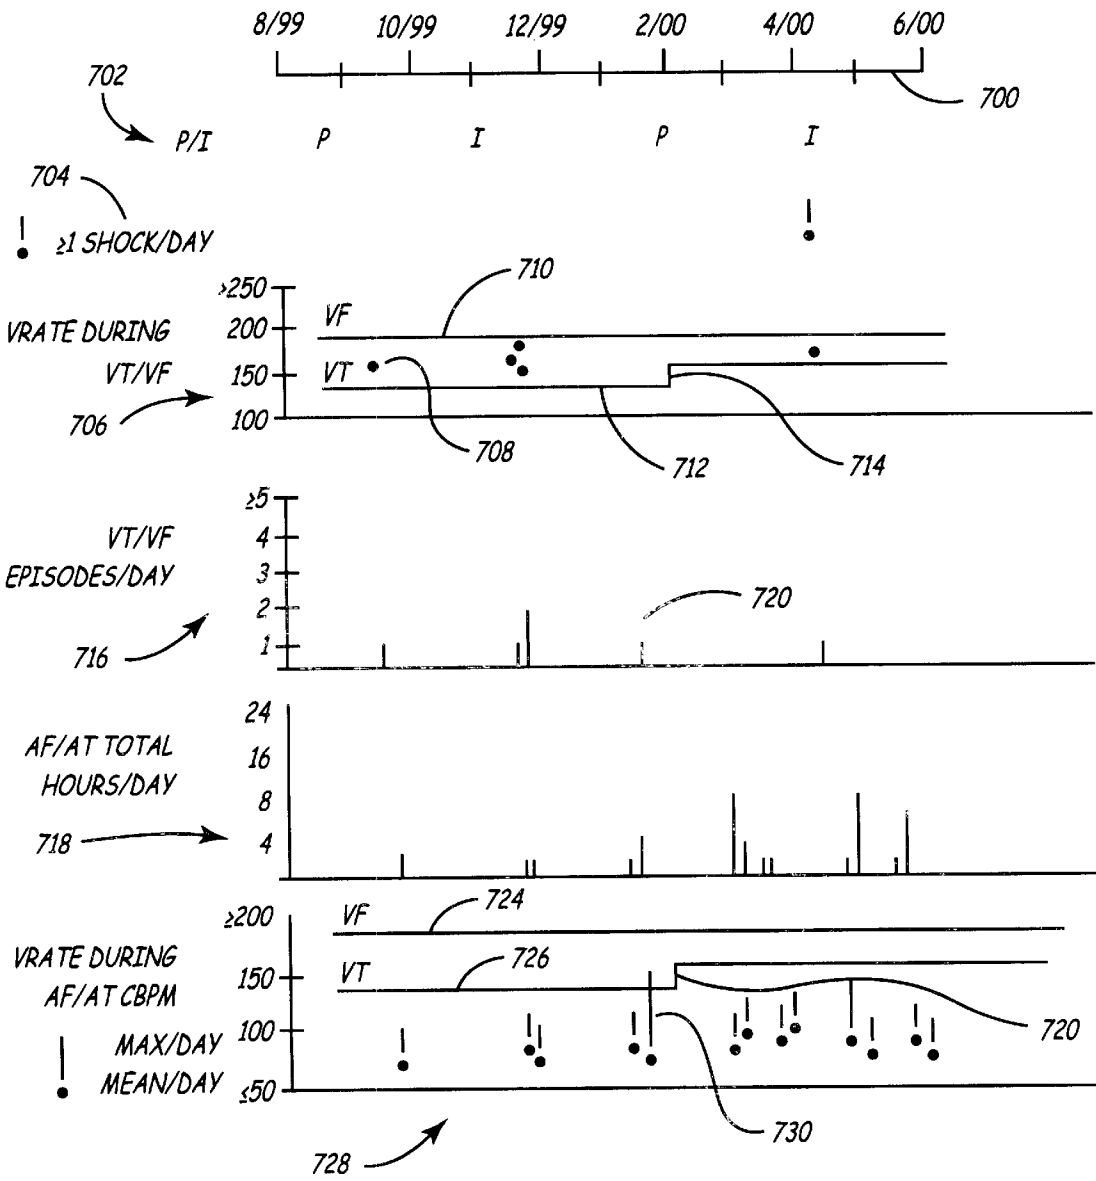 8/99 10/99 12/99 2/00 4/00 6/00
702
700
P/I P I P I
704
≥1 SHOCK/DAY
710
>250
VF
VRATE DURING 200
VT
VT/VF 150
706
100
708 712 714
≥5
VT/VF 4
EPISODES/DAY 3
720
2
716 1
24
AF/AT TOTAL
16
HOURS/DAY
8
718 4
724
≥200 VF
VRATE DURING 726
150 VT
AF/AT CBPM
100
MAX/DAY 720
MEAN/DAY
≤50
730
728